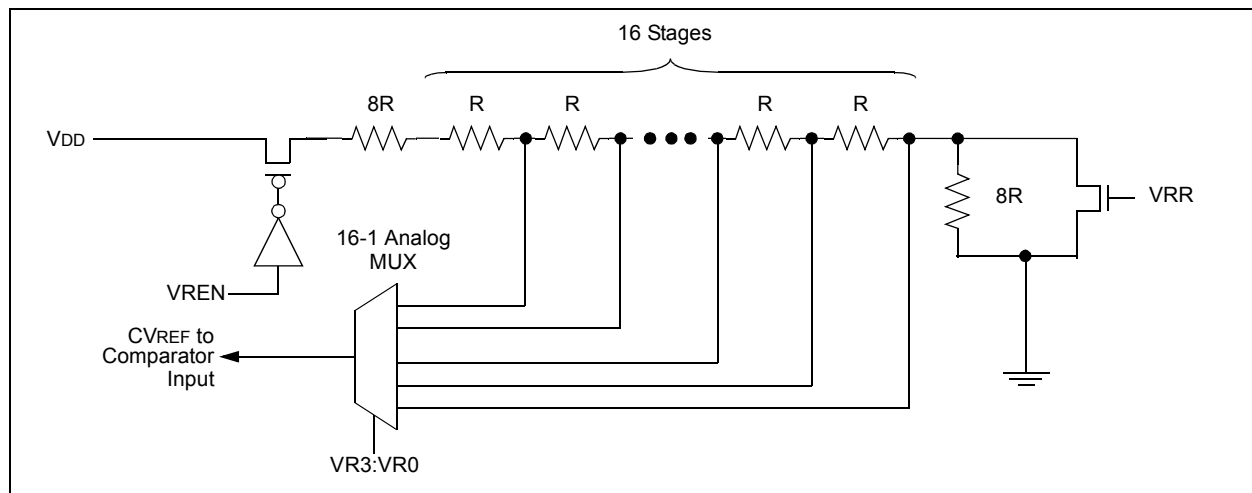 16 Stages
8R
R
R
R
R
VDD
8R
VRR
16-1 Analog
MUX
VREN
CVREF to
Comparator
Input
VR3:VR0